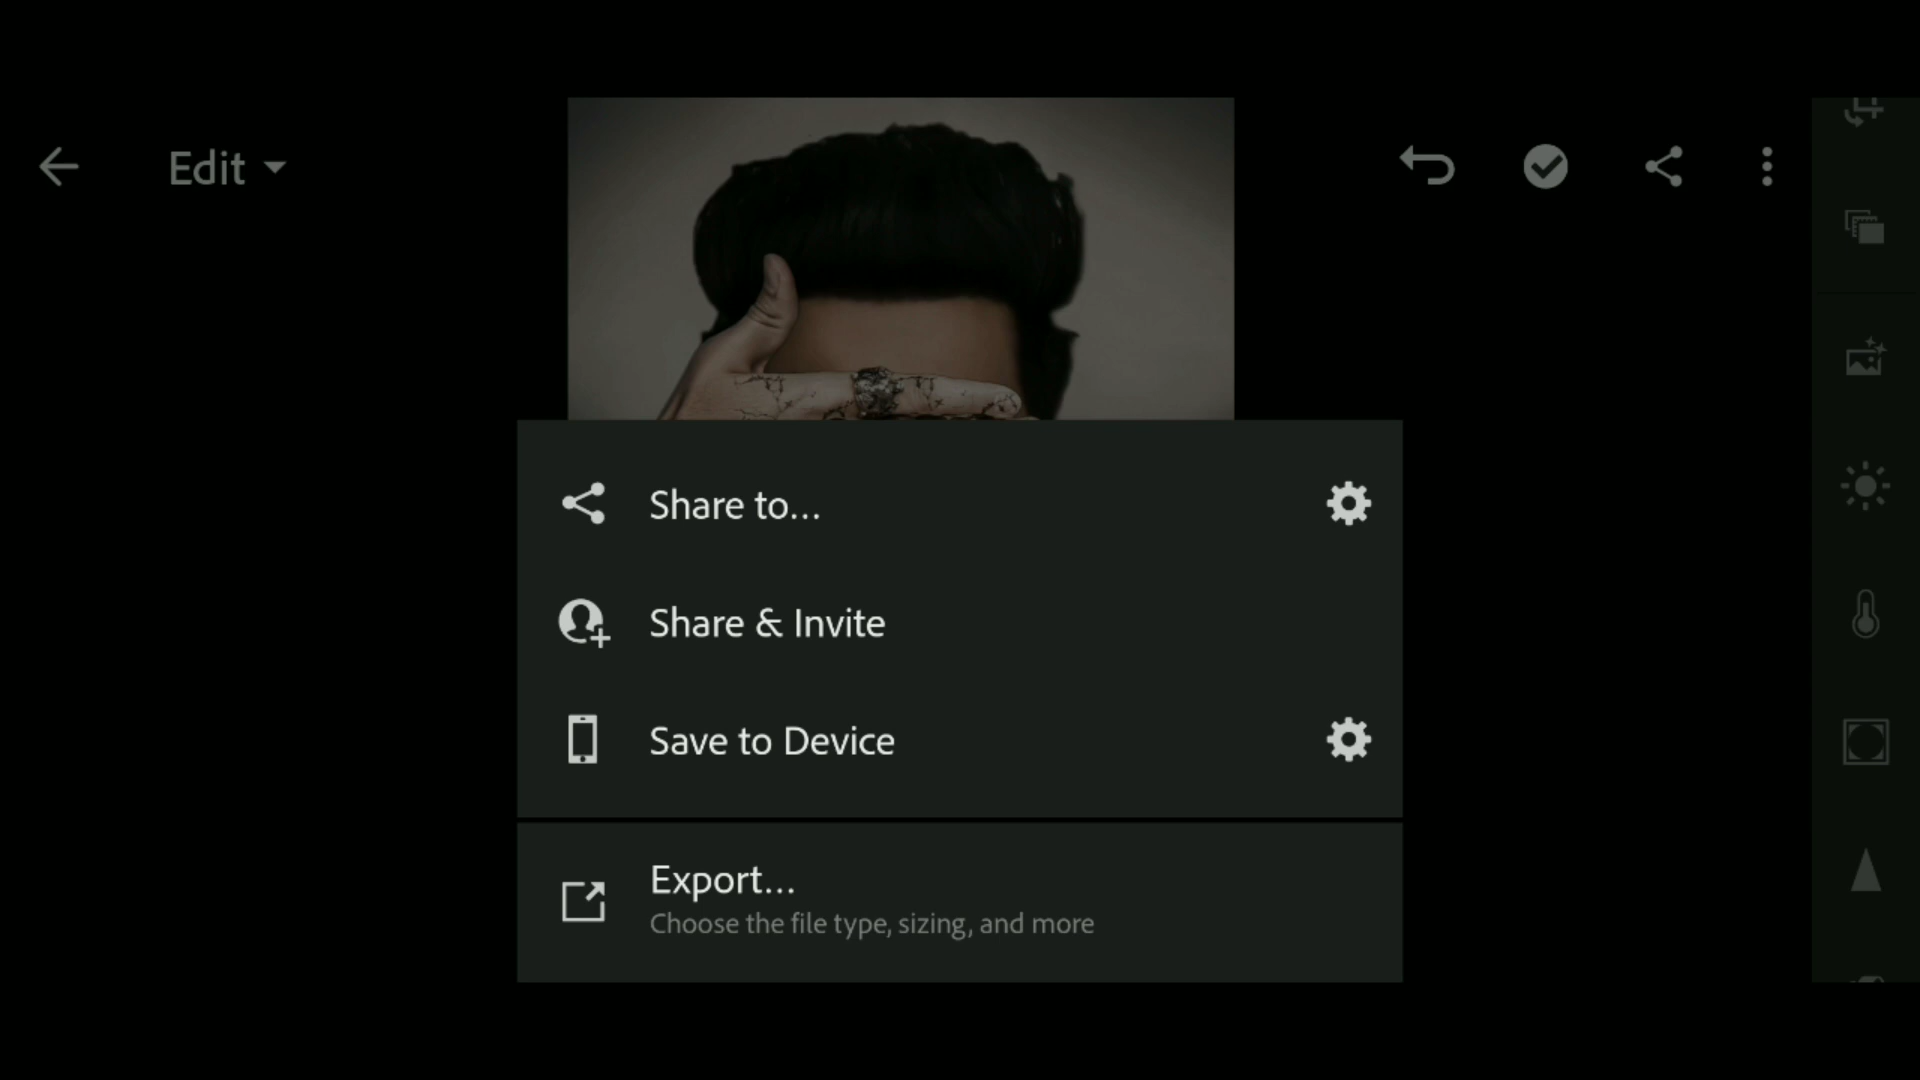 Edit
Share to...
Share & Invite
Save to Device
Export...
Choose the file type, sizing, and more